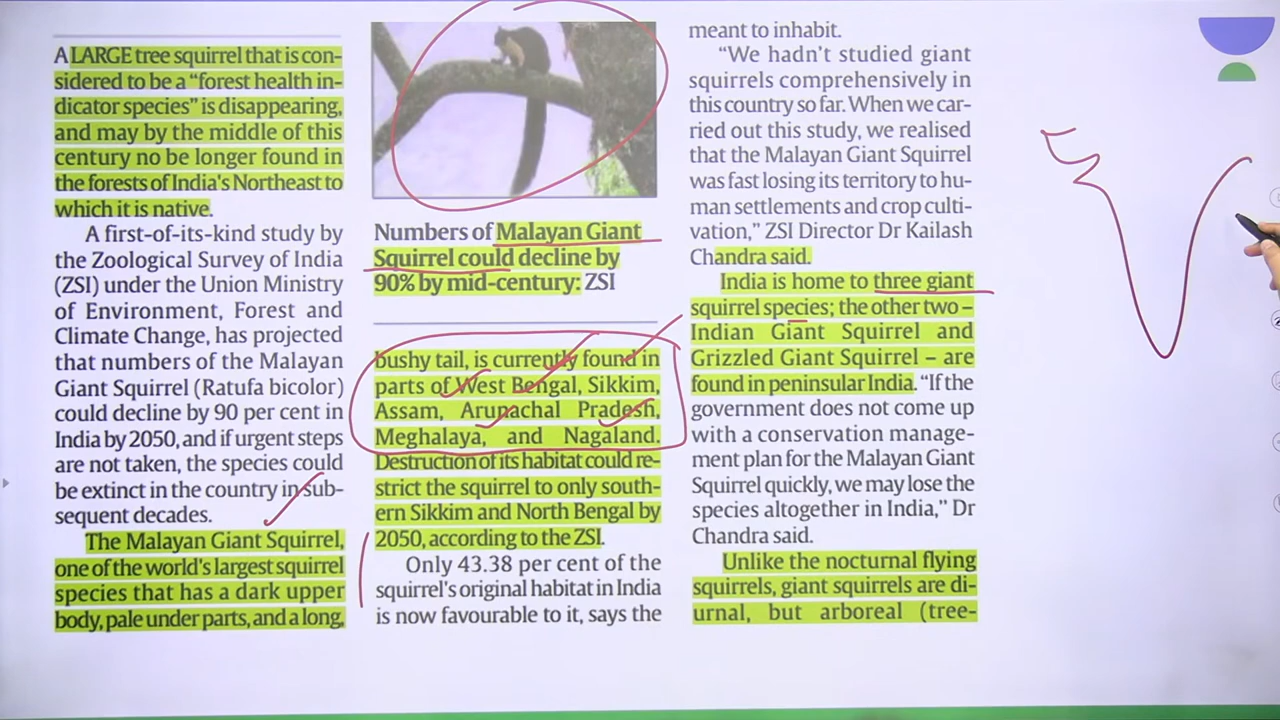 A LARGE tree squirrel that is con-
sidered to be a “forest health in-
dicator species” is disappearing,
and may by the middle of this
century no be longer found in
the forests of India's Northeast to
which it is native.
A first-of-its-kind study by
the Zoological Survey of India
(ZSI) under the Union Ministry
of Environment, Forest and
Climate Change, has projected
that numbers of the Malayan
Giant Squirrel (Ratufa bicolor)
could decline by 90 per cent in
India by 2050, and if urgent steps
are not taken, the species could
be extinct in the country in sub-
sequent decades.
The Malayan Giant Squirrel,
one of the world's largest squirrel
species that has a dark upper
body, pale under parts, and a long,
Numbers of Malayan Giant
Squirrel could decline by
90% by mid-century: ZSI
bushy tail, is currently found in
parts of West Bengal, Sikkim,
Assam, Arunachal Pradesh,
Meghalaya, and Nagaland.
Destruction of its habitat could re-
strict the squirrel to only south-
ern Sikkim and North Bengal by
2050, according to the ZSI.
Only 43.38 per cent of the
squirrel's original habitat in India
is now favourable to it, says the
meant to inhabit.
“We hadn't studied giant
squirrels comprehensively in
this country so far. When we car-
ried out this study, we realised
that the Malayan Giant Squirrel
was fast losing its territory to hu-
man settlements and crop culti-
vation,” ZSI Director Dr Kailash
Chandra said.
India is home to three giant
squirrel species; the other two –
Indian Giant Squirrel and
Grizzled Giant Squirrel – are
found in peninsular India. “If the
government does not come up
with a conservation manage-
ment plan for the Malayan Giant
Squirrel quickly, we may lose the
species altogether in India,” Dr
Chandra said.
Unlike the nocturnal flying
squirrels, giant squirrels are di-
urnal, but arboreal (tree-